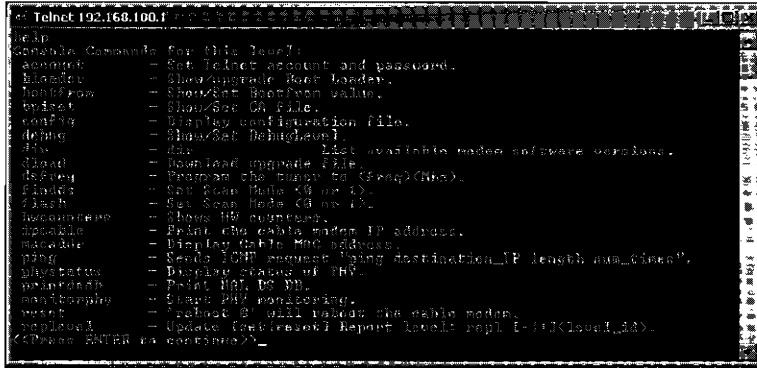 Telnet 192.168.100.1
help
Console Commands for this level:
account - Set Telnet account and password.
bloader - Show/upgrade Boot Loader.
bootfrom - Show/Set Bootfrom value.
- Show/Set CA file.
config - Display configuration file.
debug - Show/Set DebugLevel.
dir - dir List available modem software versions.
dload - Download upgrade file.
dsfreq - Program the tuner to <freq>(Mhz).
findds - Set Scan Mode <0 or 1>.
flash - Set Scan Mode <0 or 1>.
hwcounters - Shows HW counters.
ipcable - Print the cable modem IP address.
macaddr - Display Cable MAC address.
ping - Sends request "ping destination_IP length num_times".
phystatus - Display status of PHY.
printdsdb - Print MAC DS DB.
monitorphy - Start PHY monitoring.
reset - 'reboot 0' will reboot the cable modem.
replevel - Update (set/reset) Report level: repl [-|+]<level_id>.
<<Press ENTER to continue>>_